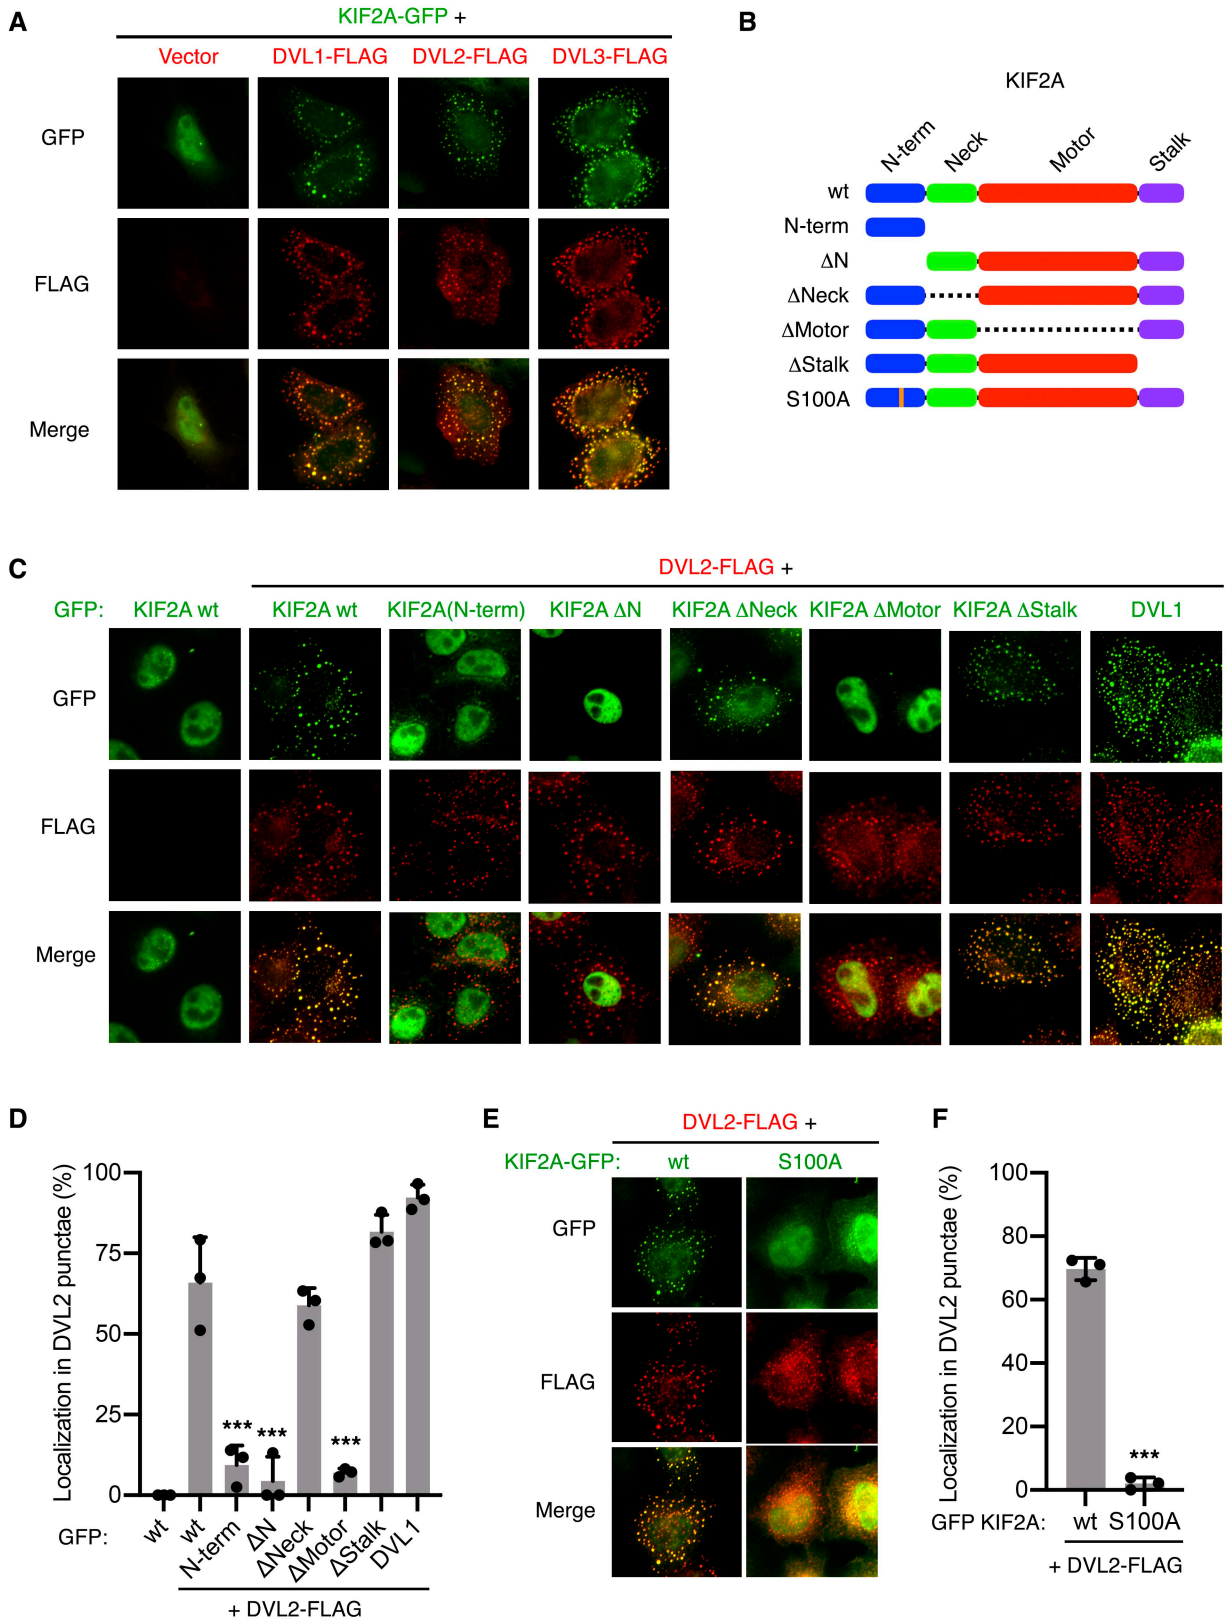 A
KIF2A-GFP +
Vector DVL1-FLAG DVL2-FLAG DVL3-FLAG
GFP
FLAG
Merge
B
KIF2A
N-term Neck Motor Stalk
wt
N-term
ΔN
ΔNeck
ΔMotor
ΔStalk
S100A
C
DVL2-FLAG +
GFP: KIF2A wt KIF2A wt KIF2A(N-term) KIF2A ΔN KIF2A ΔNeck KIF2A ΔMotor KIF2A ΔStalk DVL1
GFP
FLAG
Merge
D
Localization in DVL2 punctae (%)
100
75
50
25
0
*** *** ***
GFP: wt wt N-term ΔN ΔNeck ΔMotor ΔStalk DVL1
+ DVL2-FLAG
E
DVL2-FLAG +
KIF2A-GFP: wt S100A
GFP
FLAG
Merge
F
Localization in DVL2 punctae (%)
100
80
60
40
20
0
***
GFP KIF2A: wt S100A
+ DVL2-FLAG